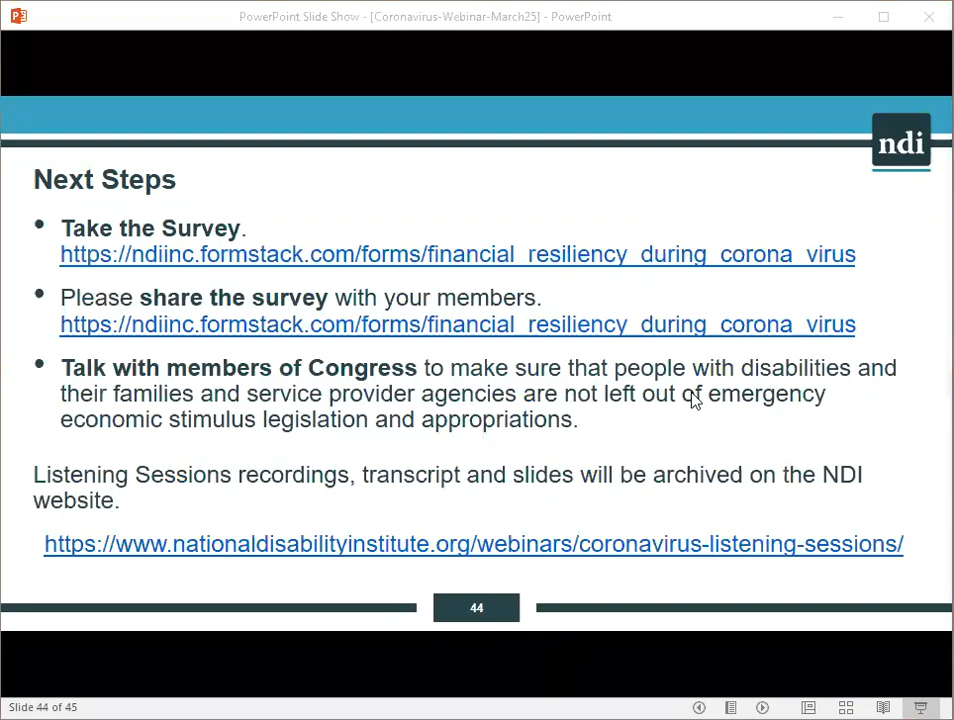 PowerPoint Slide Show - [Coronavirus-Webinar-March25] - PowerPoint
ndi
Next Steps
• Take the Survey.
https://ndiinc.formstack.com/forms/financial_resiliency_during_corona_virus
• Please share the survey with your members.
https://ndiinc.formstack.com/forms/financial_resiliency_during_corona_virus
• Talk with members of Congress to make sure that people with disabilities and
their families and service provider agencies are not left out of emergency
economic stimulus legislation and appropriations.
Listening Sessions recordings, transcript and slides will be archived on the NDI
website.
https://www.nationaldisabilityinstitute.org/webinars/coronavirus-listening-sessions/
44
Slide 44 of 45